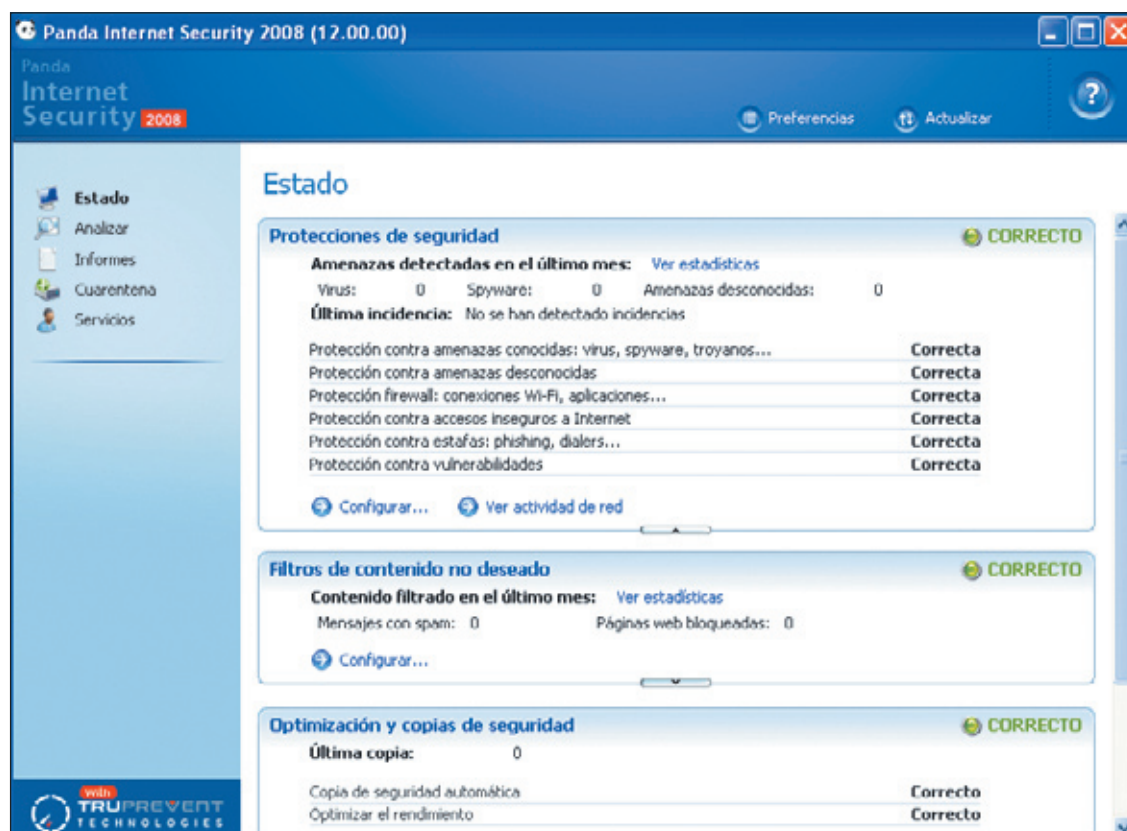 Panda Internet Security 2008 (12.00.00)
Panda
Internet
Security 2008
Preferencias
Actualizar
?
Estado
Analizar
Informes
Cuarentena
Servicios
Estado
Protecciones de seguridad CORRECTO
Amenazas detectadas en el último mes: Ver estadísticas
Virus: 0 Spyware: 0 Amenazas desconocidas: 0
Última incidencia: No se han detectado incidencias
Protección contra amenazas conocidas: virus, spyware, troyanos... Correcta
Protección contra amenazas desconocidas Correcta
Protección firewall: conexiones Wi-Fi, aplicaciones... Correcta
Protección contra accesos inseguros a Internet Correcta
Protección contra estafas: phishing, dialers... Correcta
Protección contra vulnerabilidades Correcta
Configurar... Ver actividad de red
Filtros de contenido no deseado CORRECTO
Contenido filtrado en el último mes: Ver estadísticas
Mensajes con spam: 0 Páginas web bloqueadas: 0
Configurar...
Optimización y copias de seguridad CORRECTO
Última copia: 0
Copia de seguridad automática Correcto
Optimizar el rendimiento Correcto
with
TRUPREVENT
TECHNOLOGIES